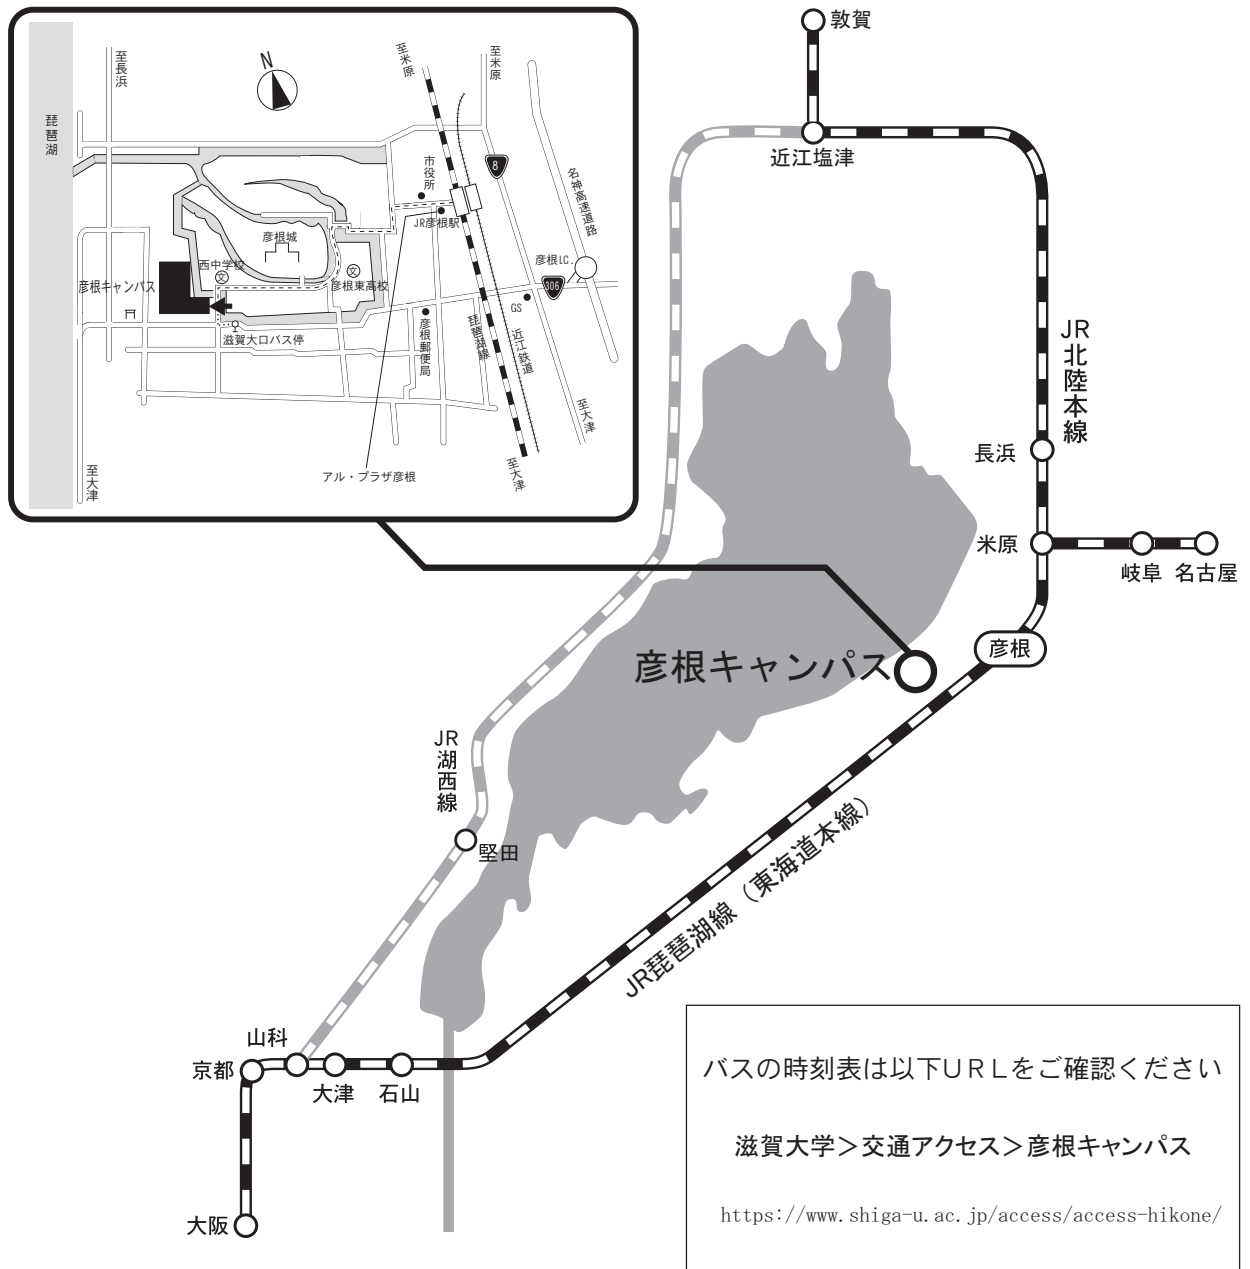 敦賀
近江塩津
JR北陸本線
長浜
米原
岐阜
名古屋
彦根
彦根キャンパス
JR湖西線
堅田
JR琵琶湖線（東海道本線）
山科
京都
大津
石山
大阪
琵琶湖
至長浜
N
至米原
至米原
市役所
8
名神高速道路
JR彦根駅
彦根城
西中学校
文
文
彦根東高校
彦根IC.
306
彦根キャンパス
GS
滋賀大口バス停
彦根郵便局
琵琶湖線
近江鉄道
至大津
至大津
至大津
アル・プラザ彦根
バスの時刻表は以下ＵＲＬをご確認ください
滋賀大学＞交通アクセス＞彦根キャンパス
https://www.shiga-u.ac.jp/access/access-hikone/